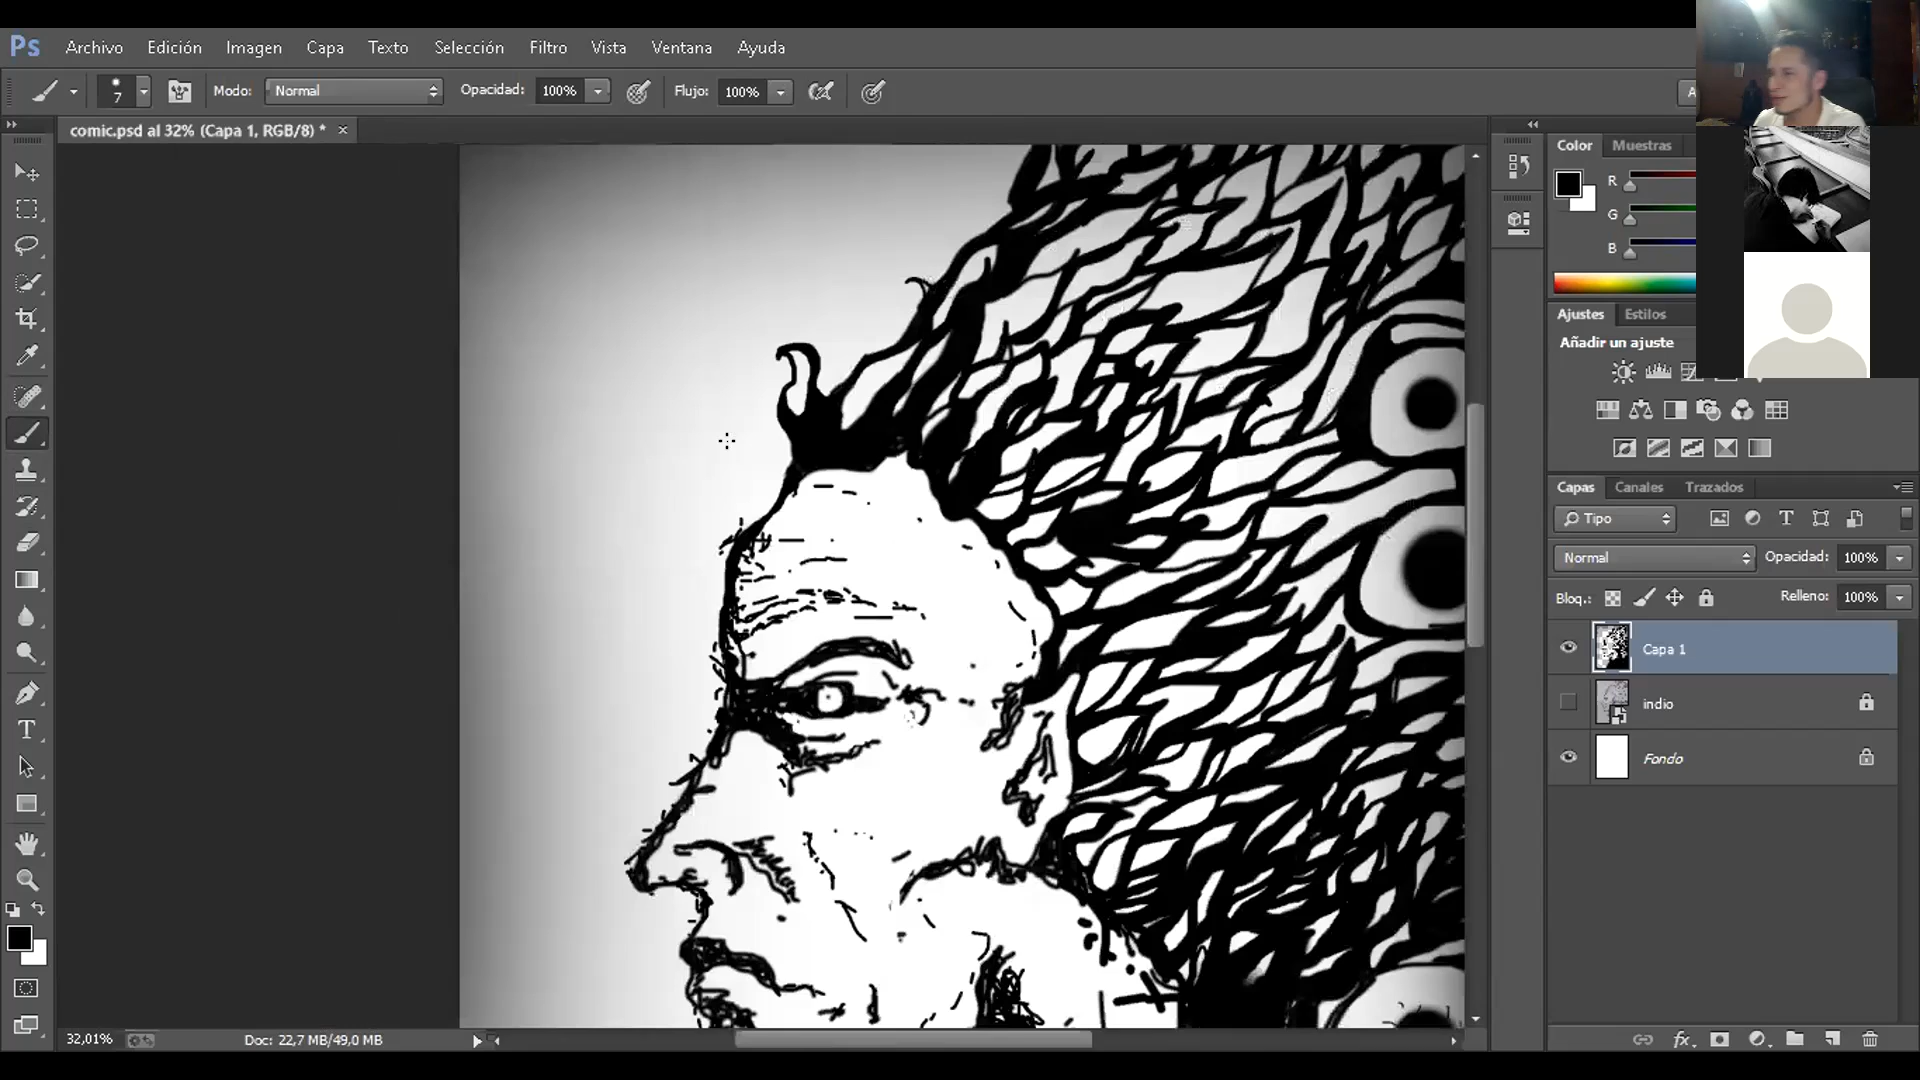 Ps Archivo Edición Imagen Capa Texto Selección Filtro Vista Ventana Ayuda
7 Modo: Normal Opacidad: 100% Flujo: 100%
comic.psd al 32% (Capa 1, RGB/8) * ×
Color Muestras
R
G
B
Ajustes Estilos
Añadir un ajuste
Capas Canales Trazados
Tipo
Normal Opacidad: 100%
Bloq.: Relleno: 100%
Capa 1
indio
Fondo
32,01% Doc: 22,7 MB/49,0 MB